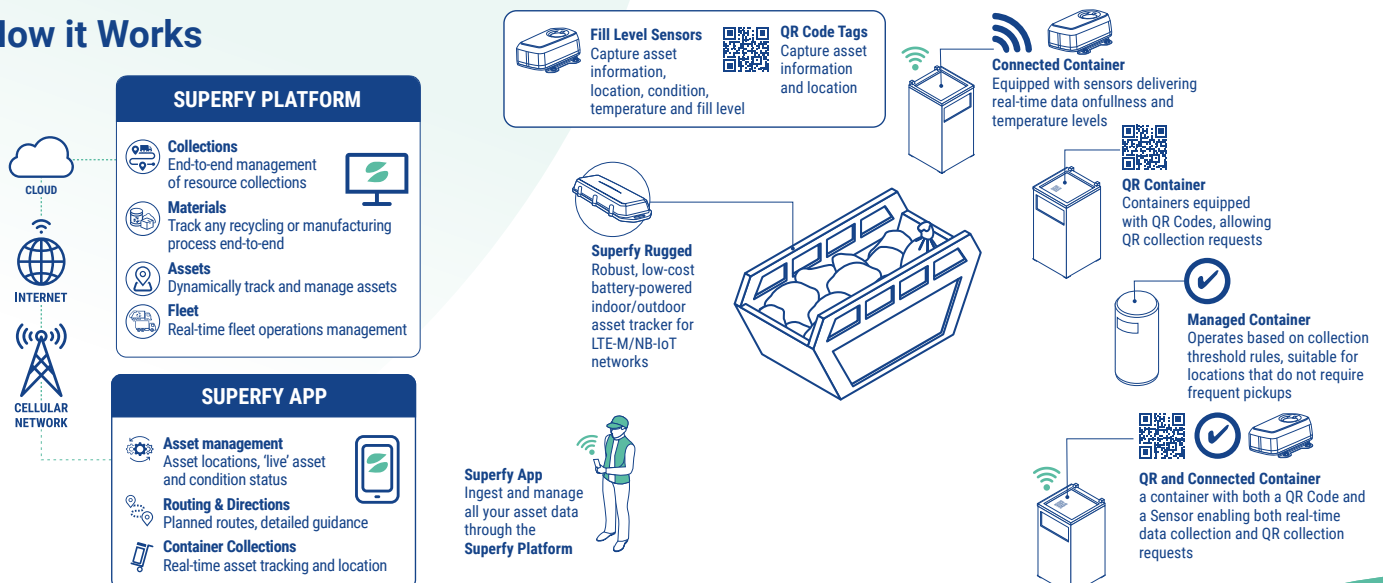 How it Works
SUPERFY PLATFORM
Collections
End-to-end management
of resource collections
Materials
Track any recycling or manufacturing
process end-to-end
Assets
Dynamically track and manage assets
Fleet
Real-time fleet operations management
CLOUD
INTERNET
CELLULAR
NETWORK
SUPERFY APP
Asset management
Asset locations, ‘live’ asset
and condition status
Routing & Directions
Planned routes, detailed guidance
Container Collections
Real-time asset tracking and location
Fill Level Sensors
Capture asset
information,
location, condition,
temperature and fill level
QR Code Tags
Capture asset
information
and location
Superfy Rugged
Robust, low-cost
battery-powered
indoor/outdoor
asset tracker for
LTE-M/NB-IoT
networks
Superfy App
Ingest and manage
all your asset data
through the
Superfy Platform
Connected Container
Equipped with sensors delivering
real-time data onfullness and
temperature levels
QR Container
Containers equipped
with QR Codes, allowing
QR collection requests
Managed Container
Operates based on collection
threshold rules, suitable for
locations that do not require
frequent pickups
QR and Connected Container
a container with both a QR Code and
a Sensor enabling both real-time
data collection and QR collection
requests